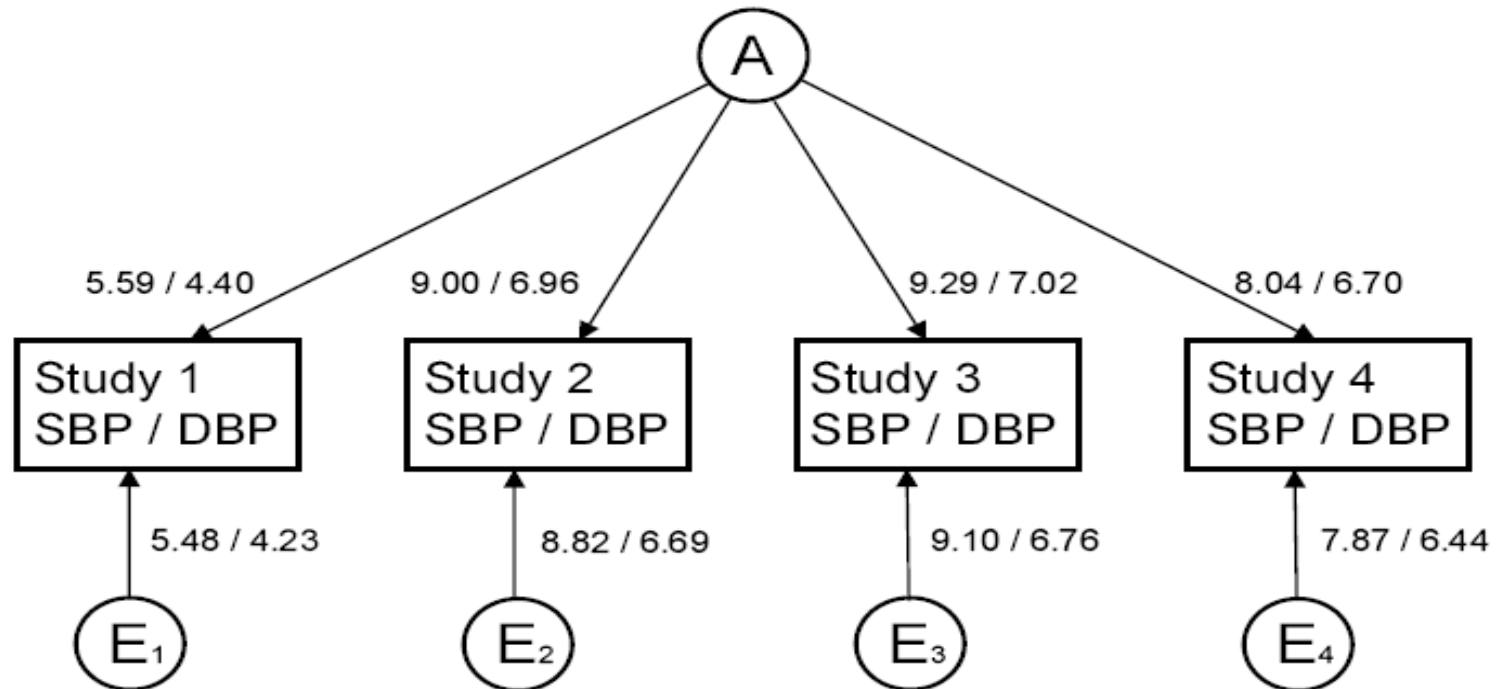 A
5.59 / 4.40
9.00 / 6.96
9.29 / 7.02
8.04 / 6.70
Study 1
SBP / DBP
Study 2
SBP / DBP
Study 3
SBP / DBP
Study 4
SBP / DBP
5.48 / 4.23
8.82 / 6.69
9.10 / 6.76
7.87 / 6.44
E1
E2
E3
E4